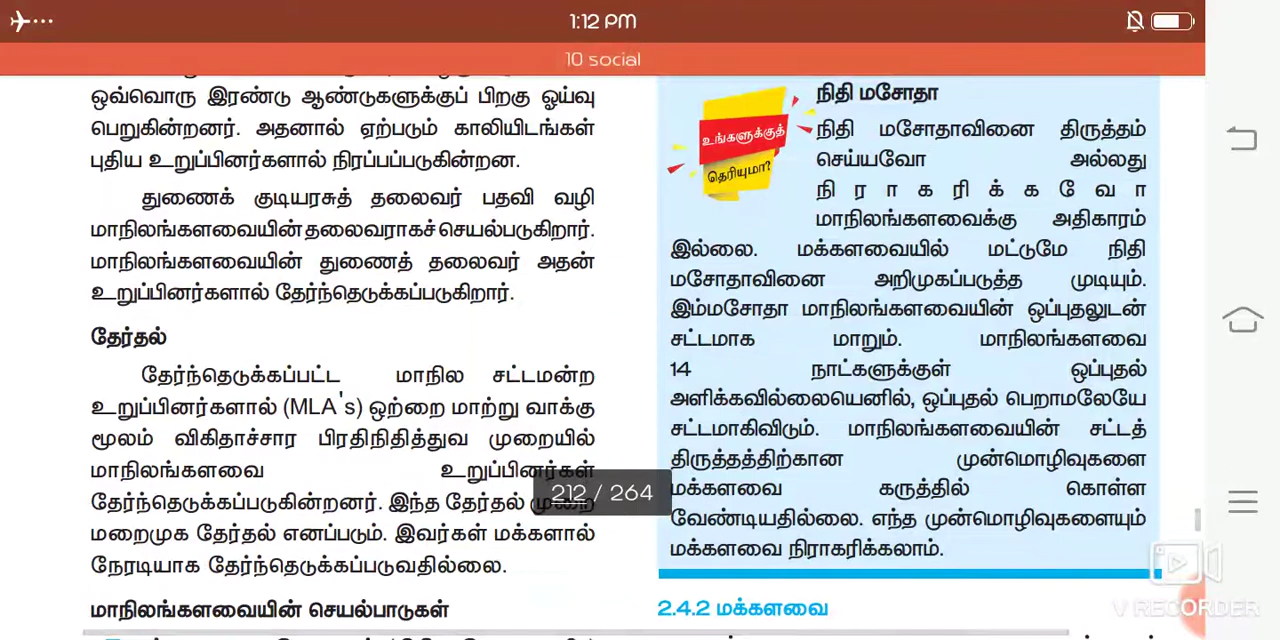 1:12 PM
10 social
ஒவ்வொரு இரண்டு ஆண்டுகளுக்குப் பிறகு ஓய்வு
பெறுகின்றனர். அதனால் ஏற்படும் காலியிடங்கள்
புதிய உறுப்பினர்களால் நிரப்பப்படுகின்றன.
துணைக் குடியரசுத் தலைவர் பதவி வழி
மாநிலங்களவையின் தலைவராகச் செயல்படுகிறார்.
மாநிலங்களவையின் துணைத் தலைவர் அதன்
உறுப்பினர்களால் தேர்ந்தெடுக்கப்படுகிறார்.
தேர்தல்
தேர்ந்தெடுக்கப்பட்ட மாநில சட்டமன்ற
உறுப்பினர்களால் (MLA's) ஒற்றை மாற்று வாக்கு
மூலம் விகிதாச்சார பிரதிநிதித்துவ முறையில்
மாநிலங்களவை உறுப்பினர்கள்
தேர்ந்தெடுக்கப்படுகின்றனர். இந்த தேர்தல் முறை
மறைமுக தேர்தல் எனப்படும். இவர்கள் மக்களால்
நேரடியாக தேர்ந்தெடுக்கப்படுவதில்லை.
மாநிலங்களவையின் செயல்பாடுகள்
212 / 264
உங்களுக்குத்
தெரியுமா?
நிதி மசோதா
நிதி மசோதாவினை திருத்தம்
செய்யவோ அல்லது
நிராகரிக்கவோ
மாநிலங்களவைக்கு அதிகாரம்
இல்லை. மக்களவையில் மட்டுமே நிதி
மசோதாவினை அறிமுகப்படுத்த முடியும்.
இம்மசோதா மாநிலங்களவையின் ஒப்புதலுடன்
சட்டமாக மாறும். மாநிலங்களவை
14 நாட்களுக்குள் ஒப்புதல்
அளிக்கவில்லையெனில், ஒப்புதல் பெறாமலேயே
சட்டமாகிவிடும். மாநிலங்களவையின் சட்டத்
திருத்தத்திற்கான முன்மொழிவுகளை
மக்களவை கருத்தில் கொள்ள
வேண்டியதில்லை. எந்த முன்மொழிவுகளையும்
மக்களவை நிராகரிக்கலாம்.
2.4.2 மக்களவை
V RECORDER